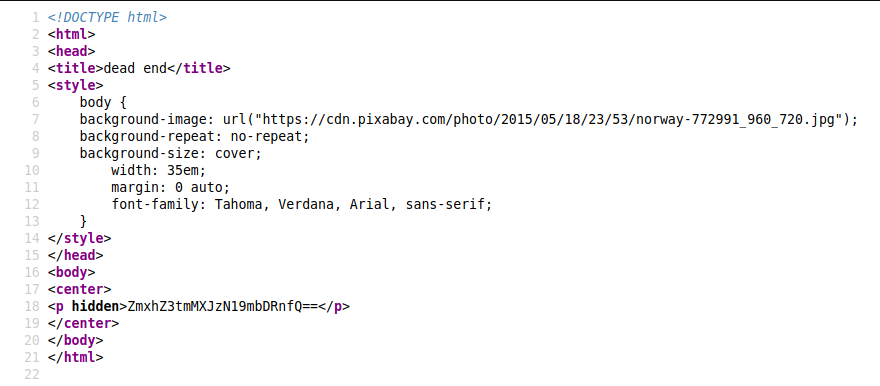 1 <!DOCTYPE html>
2 <html>
3 <head>
4 <title>dead end</title>
5 <style>
6     body {
7     background-image: url("https://cdn.pixabay.com/photo/2015/05/18/23/53/norway-772991_960_720.jpg");
8     background-repeat: no-repeat;
9     background-size: cover;
10         width: 35em;
11         margin: 0 auto;
12         font-family: Tahoma, Verdana, Arial, sans-serif;
13     }
14 </style>
15 </head>
16 <body>
17 <center>
18 <p hidden>ZmxhZ3tmMXJzN19mbDRnfQ==</p>
19 </center>
20 </body>
21 </html>
22